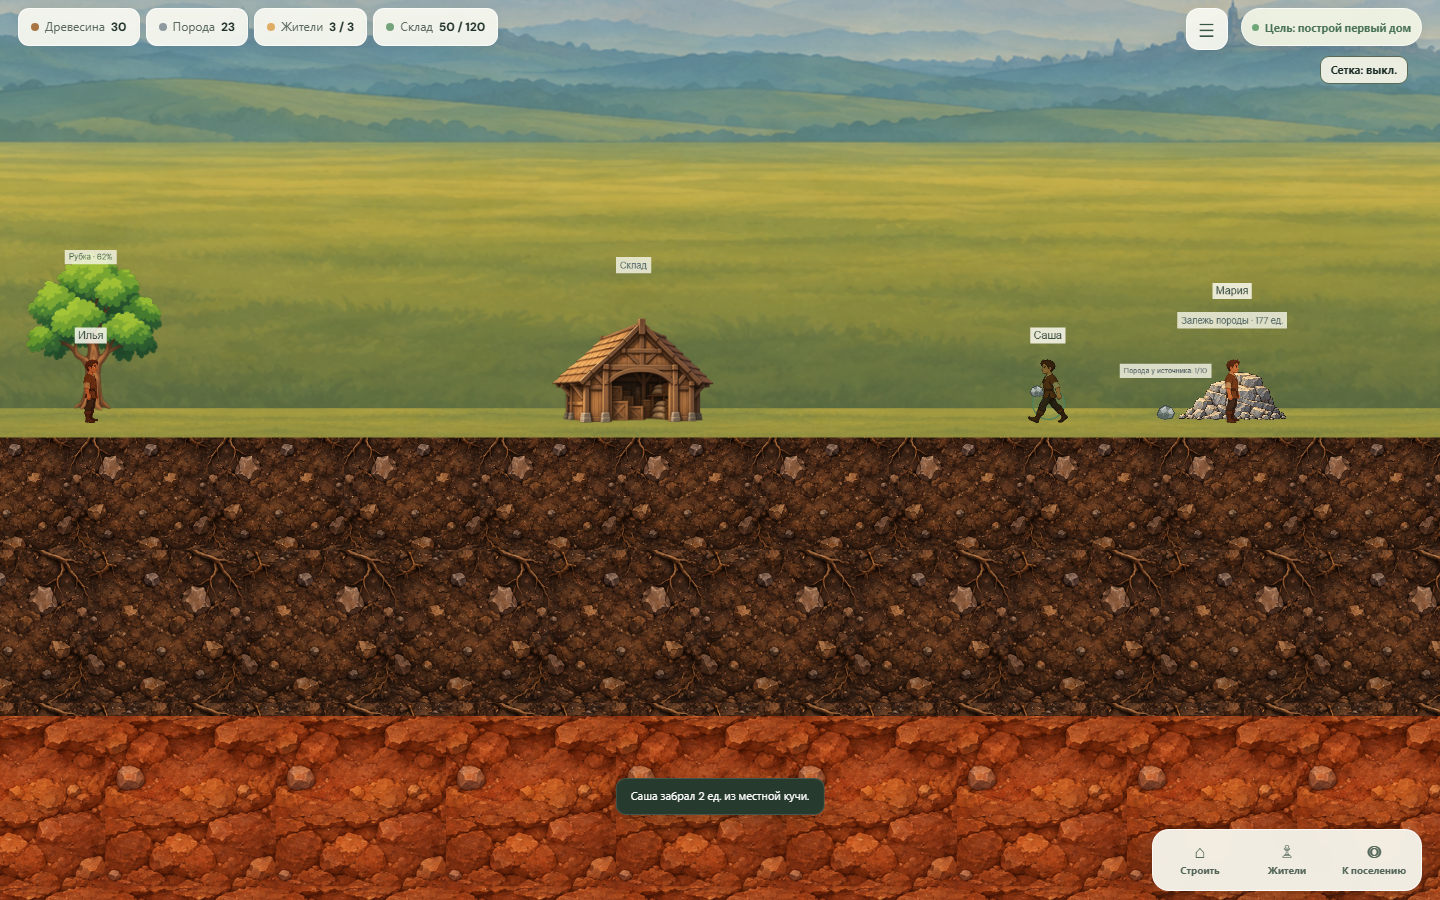 Древесина 30
Порода 23
Жители 3 / 3
Склад 50 / 120
Цель: построй первый дом
Сетка: выкл.
Рубка · 62%
Склад
Мария
Залежь породы · 177 ед.
Илья
Саша
Порода у источника: 1/10
Саша забрал 2 ед. из местной кучи.
Строить
Жители
К поселению